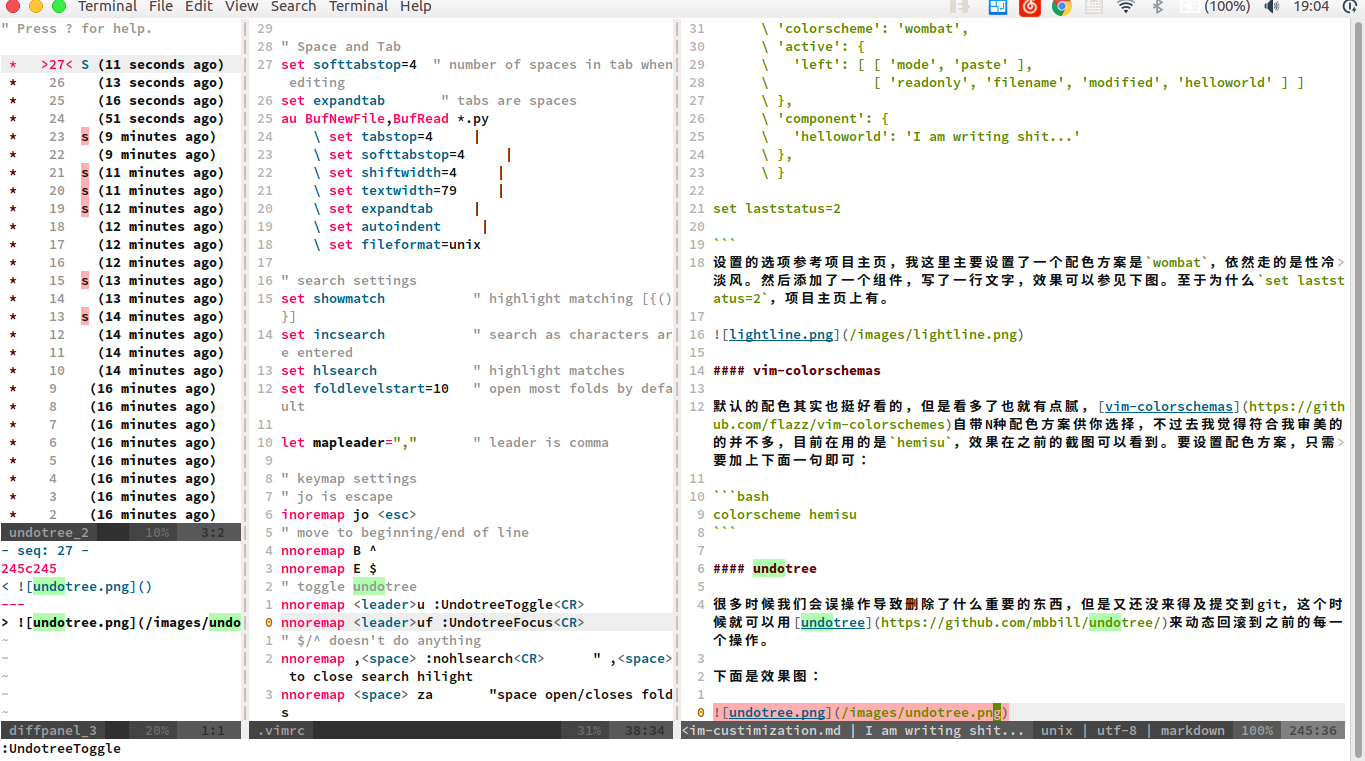 Terminal File Edit View Search Terminal Help (100%) 19:04
" Press ? for help.
* >27< S (11 seconds ago)
* 26 (13 seconds ago)
* 25 (16 seconds ago)
* 24 (51 seconds ago)
* 23 s (9 minutes ago)
* 22 (9 minutes ago)
* 21 s (11 minutes ago)
* 20 s (11 minutes ago)
* 19 s (12 minutes ago)
* 18 (12 minutes ago)
* 17 (12 minutes ago)
* 16 (12 minutes ago)
* 15 s (13 minutes ago)
* 14 (13 minutes ago)
* 13 s (14 minutes ago)
* 12 (14 minutes ago)
* 11 (14 minutes ago)
* 10 (14 minutes ago)
* 9 (16 minutes ago)
* 8 (16 minutes ago)
* 7 (16 minutes ago)
* 6 (16 minutes ago)
* 5 (16 minutes ago)
* 4 (16 minutes ago)
* 3 (16 minutes ago)
* 2 (16 minutes ago)
undotree_2 10% 3:2
- seq: 27 -
245c245
< ![undotree.png]()
---
> ![undotree.png](/images/undo
~
~
~
~
~
diffpanel_3 20% 1:1
:UndotreeToggle
29
28 " Space and Tab
27 set softtabstop=4 " number of spaces in tab when
editing
26 set expandtab " tabs are spaces
25 au BufNewFile,BufRead *.py
24 \ set tabstop=4 |
23 \ set softtabstop=4 |
22 \ set shiftwidth=4 |
21 \ set textwidth=79 |
20 \ set expandtab |
19 \ set autoindent |
18 \ set fileformat=unix
17
16 " search settings
15 set showmatch " highlight matching [{()
}]
14 set incsearch " search as characters ar
e entered
13 set hlsearch " highlight matches
12 set foldlevelstart=10 " open most folds by defa
ult
11
10 let mapleader="," " leader is comma
9
8 " keymap settings
7 " jo is escape
6 inoremap jo <esc>
5 " move to beginning/end of line
4 nnoremap B ^
3 nnoremap E $
2 " toggle undotree
1 nnoremap <leader>u :UndotreeToggle<CR>
0 nnoremap <leader>uf :UndotreeFocus<CR>
1 " $/^ doesn't do anything
2 nnoremap ,<space> :nohlsearch<CR> " ,<space>
to close search hilight
3 nnoremap <space> za "space open/closes fold
s
.vimrc 31% 38:34
31 \ 'colorscheme': 'wombat',
30 \ 'active': {
29 \ 'left': [ [ 'mode', 'paste' ],
28 \ [ 'readonly', 'filename', 'modified', 'helloworld' ] ]
27 \ },
26 \ 'component': {
25 \ 'helloworld': 'I am writing shit...'
24 \ },
23 \ }
22
21 set laststatus=2
20
19 ```
18 设置的选项参考项目主页，我这里主要设置了一个配色方案是`wombat`，依然走的是性冷>
淡风。然后添加了一个组件，写了一行文字，效果可以参见下图。至于为什么`set lastst
atus=2`，项目主页上有。
17
16 ![lightline.png](/images/lightline.png)
15
14 #### vim-colorschemas
13
12 默认的配色其实也挺好看的，但是看多了也就有点腻，[vim-colorschemas](https://gith
ub.com/flazz/vim-colorschemes)自带N种配色方案供你选择，不过去我觉得符合我审美的
的并不多，目前在用的是`hemisu`，效果在之前的截图可以看到。要设置配色方案，只需>
要加上下面一句即可：
11
10 ```bash
9 colorscheme hemisu
8 ```
7
6 #### undotree
5
4 很多时候我们会误操作导致删除了什么重要的东西，但是又还没来得及提交到git，这个时
候就可以用[undotree](https://github.com/mbbill/undotree/)来动态回滚到之前的每一
个操作。
3
2 下面是效果图：
1
0 ![undotree.png](/images/undotree.png)
<im-custimization.md | I am writing shit... unix | utf-8 | markdown 100% 245:36